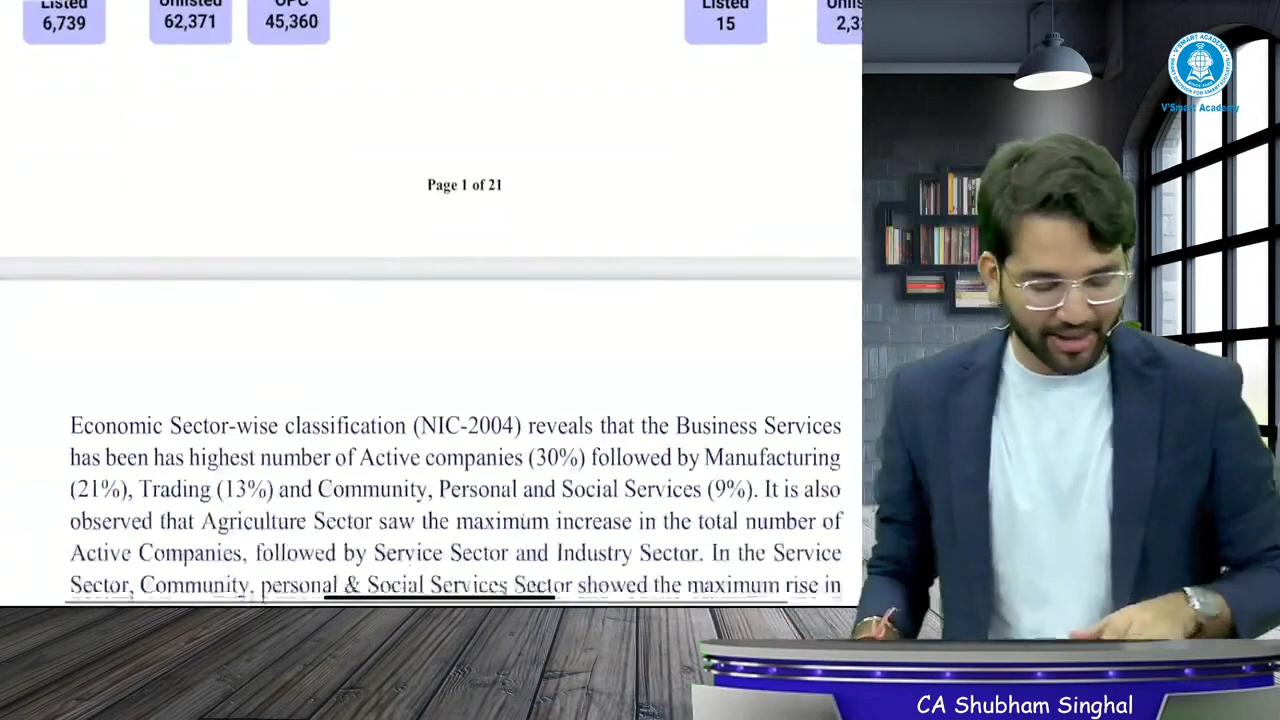 Listed
6,739
Unlisted
62,371
OPC
45,360
Listed
15
Page 1 of 21
Economic Sector-wise classification (NIC-2004) reveals that the Business Services
has been has highest number of Active companies (30%) followed by Manufacturing
(21%), Trading (13%) and Community, Personal and Social Services (9%). It is also
observed that Agriculture Sector saw the maximum increase in the total number of
Active Companies, followed by Service Sector and Industry Sector. In the Service
Sector, Community, personal & Social Services Sector showed the maximum rise in
V'SMART ACADEMY
V'Smart Academy
CA Shubham Singhal